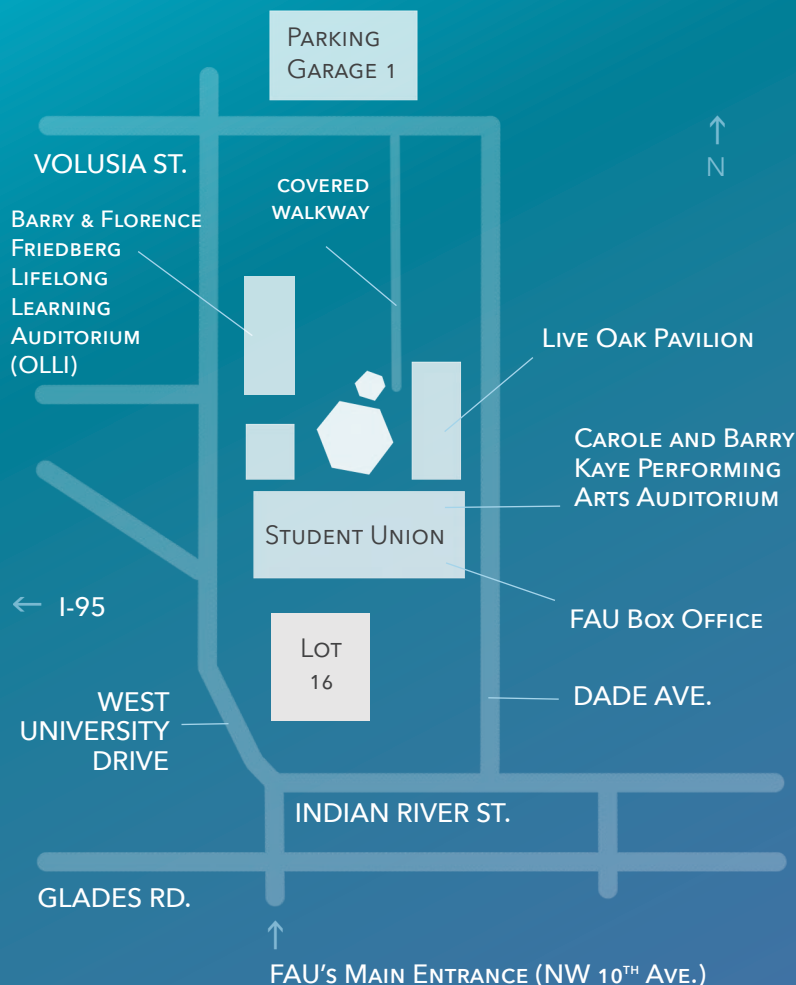 PARKING
GARAGE 1
VOLUSIA ST.
N
COVERED
WALKWAY
BARRY & FLORENCE
FRIEDBERG
LIFELONG
LEARNING
AUDITORIUM
(OLLI)
LIVE OAK PAVILION
CAROLE AND BARRY
KAYE PERFORMING
ARTS AUDITORIUM
STUDENT UNION
I-95
FAU BOX OFFICE
LOT
16
WEST
UNIVERSITY
DRIVE
DADE AVE.
INDIAN RIVER ST.
GLADES RD.
FAU's MAIN ENTRANCE (NW 10TH AVE.)